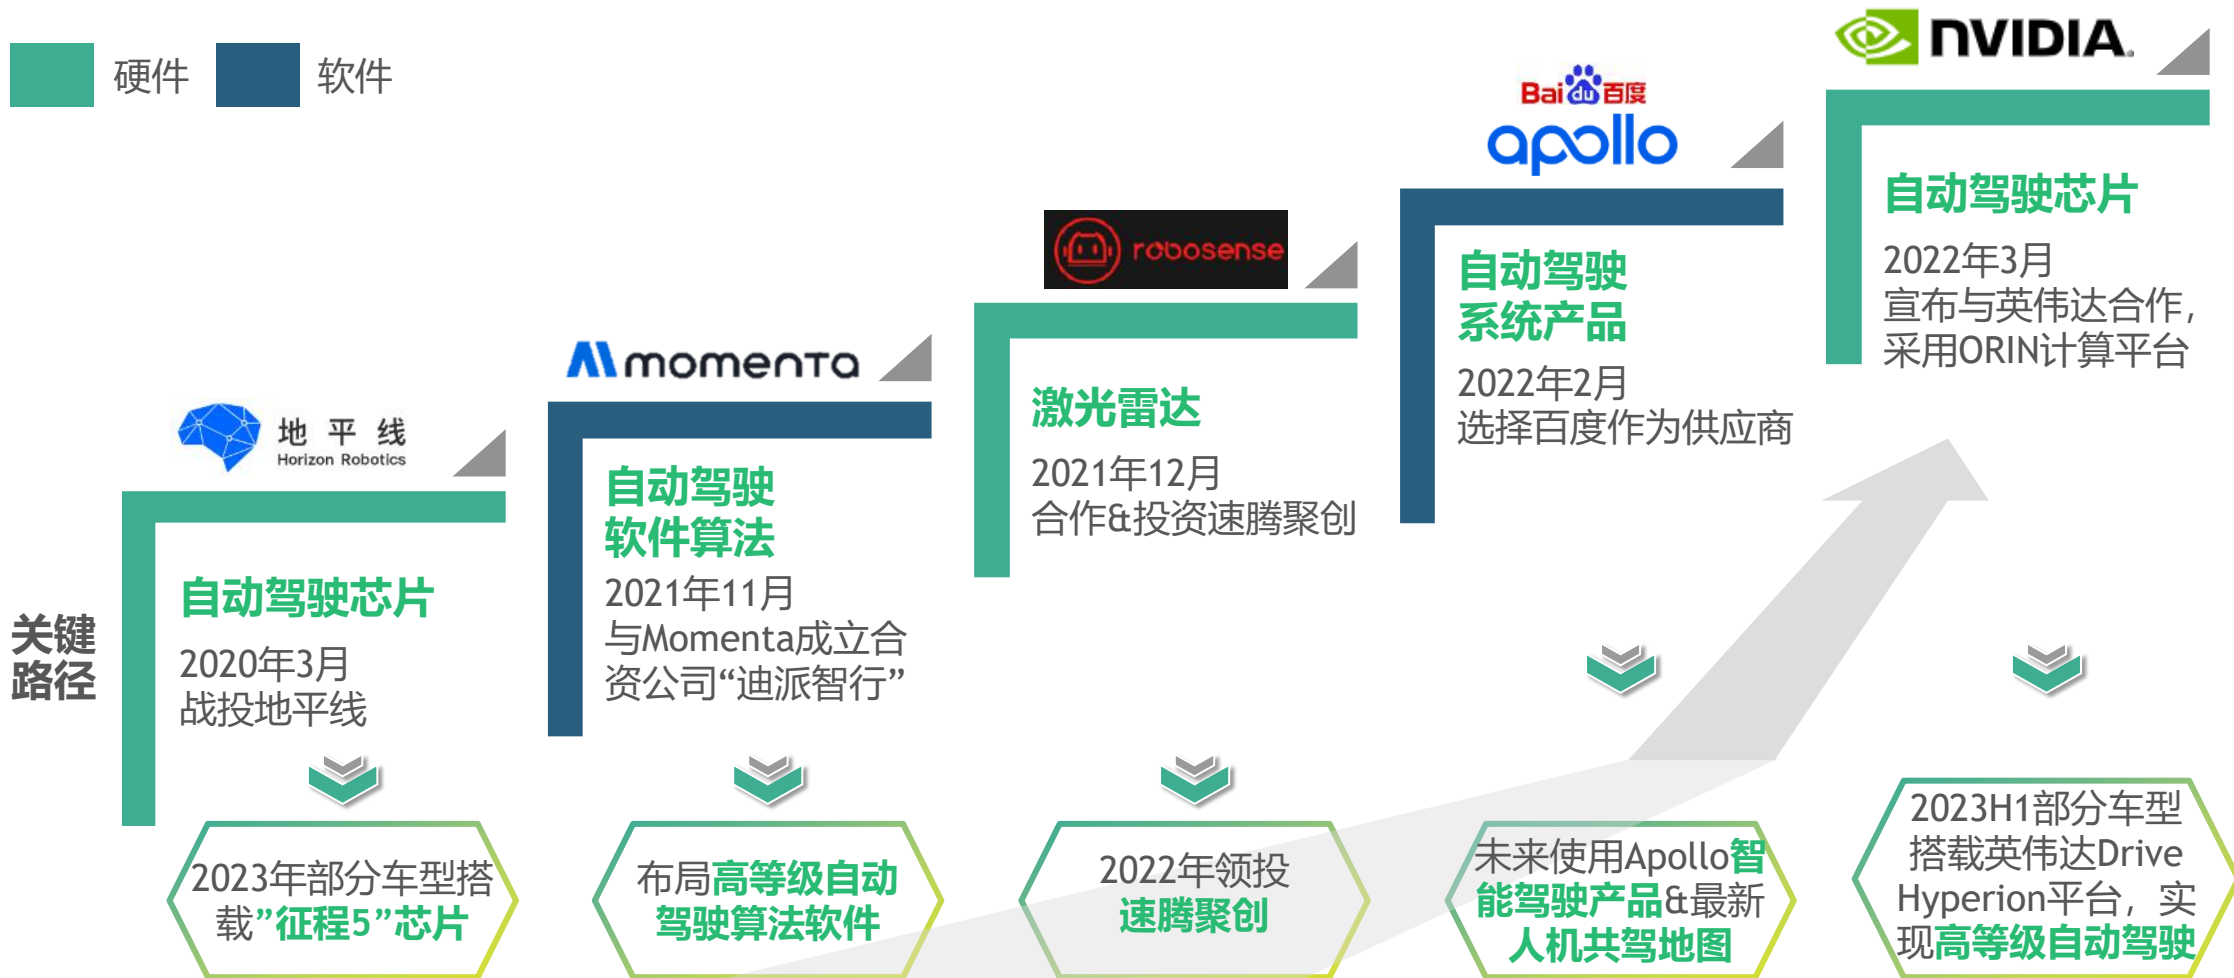 硬件
软件
关键
路径
地平线
Horizon Robotics
自动驾驶芯片
2020年3月
战投地平线
2023年部分车型搭
载”征程5”芯片
momenta
自动驾驶
软件算法
2021年11月
与Momenta成立合
资公司“迪派智行”
布局高等级自动
驾驶算法软件
robosense
激光雷达
2021年12月
合作&投资速腾聚创
2022年领投
速腾聚创
Bai du 百度
apollo
自动驾驶
系统产品
2022年2月
选择百度作为供应商
未来使用Apollo智
能驾驶产品&最新
人机共驾地图
NVIDIA.
自动驾驶芯片
2022年3月
宣布与英伟达合作，
采用ORIN计算平台
2023H1部分车型
搭载英伟达Drive
Hyperion平台，实
现高等级自动驾驶